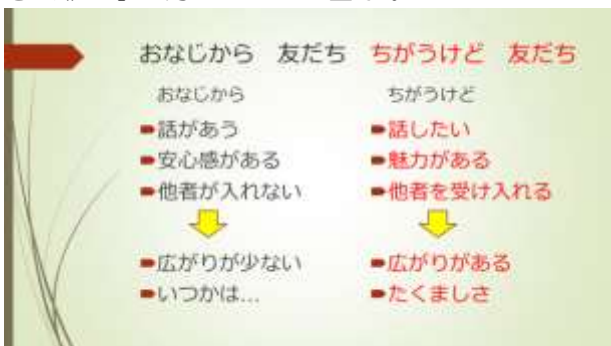 おなじから 友だち ちがうけど 友だち
おなじから
話があう
安心感がある
他者が入れない
広がりが少ない
いつかは…
ちがうけど
話したい
魅力がある
他者を受け入れる
広がりがある
たくましさ